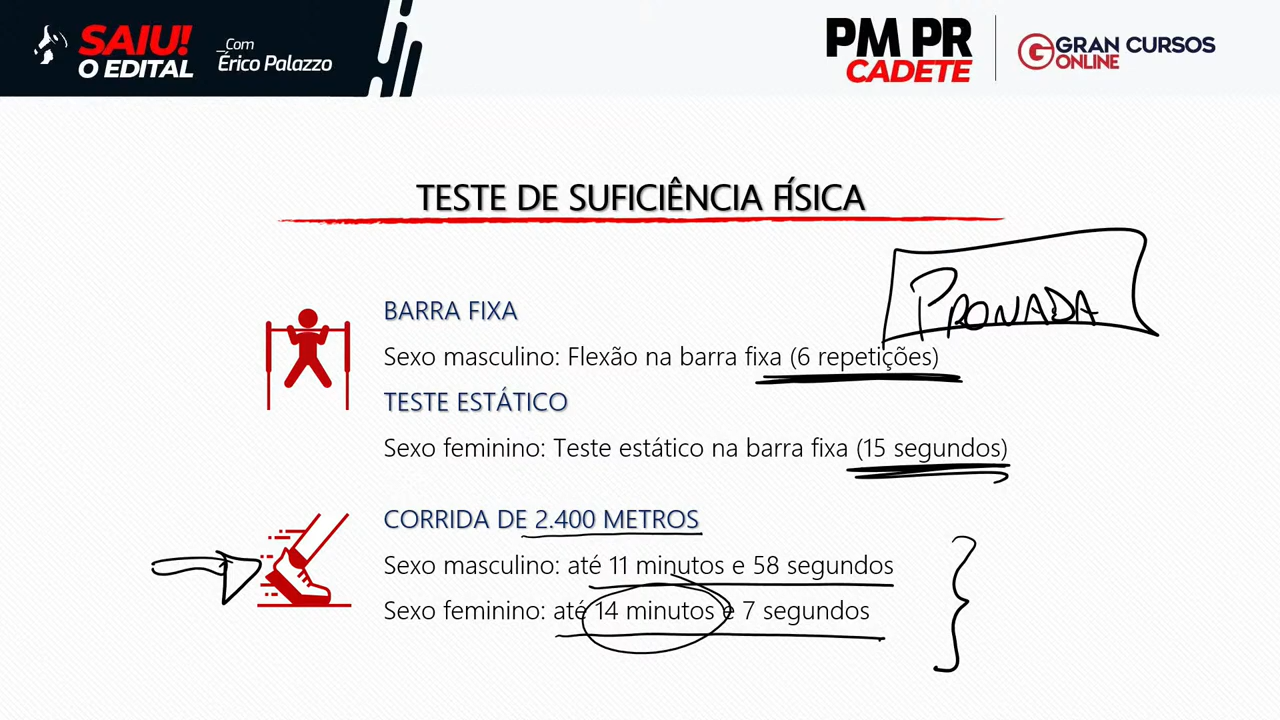 SAIU!
O EDITAL
_Com
Érico Palazzo
PM PR
CADETE
GRAN CURSOS
ONLINE
TESTE DE SUFICIÊNCIA FÍSICA
PRONADA
BARRA FIXA
Sexo masculino: Flexão na barra fixa (6 repetições)
TESTE ESTÁTICO
Sexo feminino: Teste estático na barra fixa (15 segundos)
CORRIDA DE 2.400 METROS
Sexo masculino: até 11 minutos e 58 segundos
Sexo feminino: até 14 minutos e 7 segundos